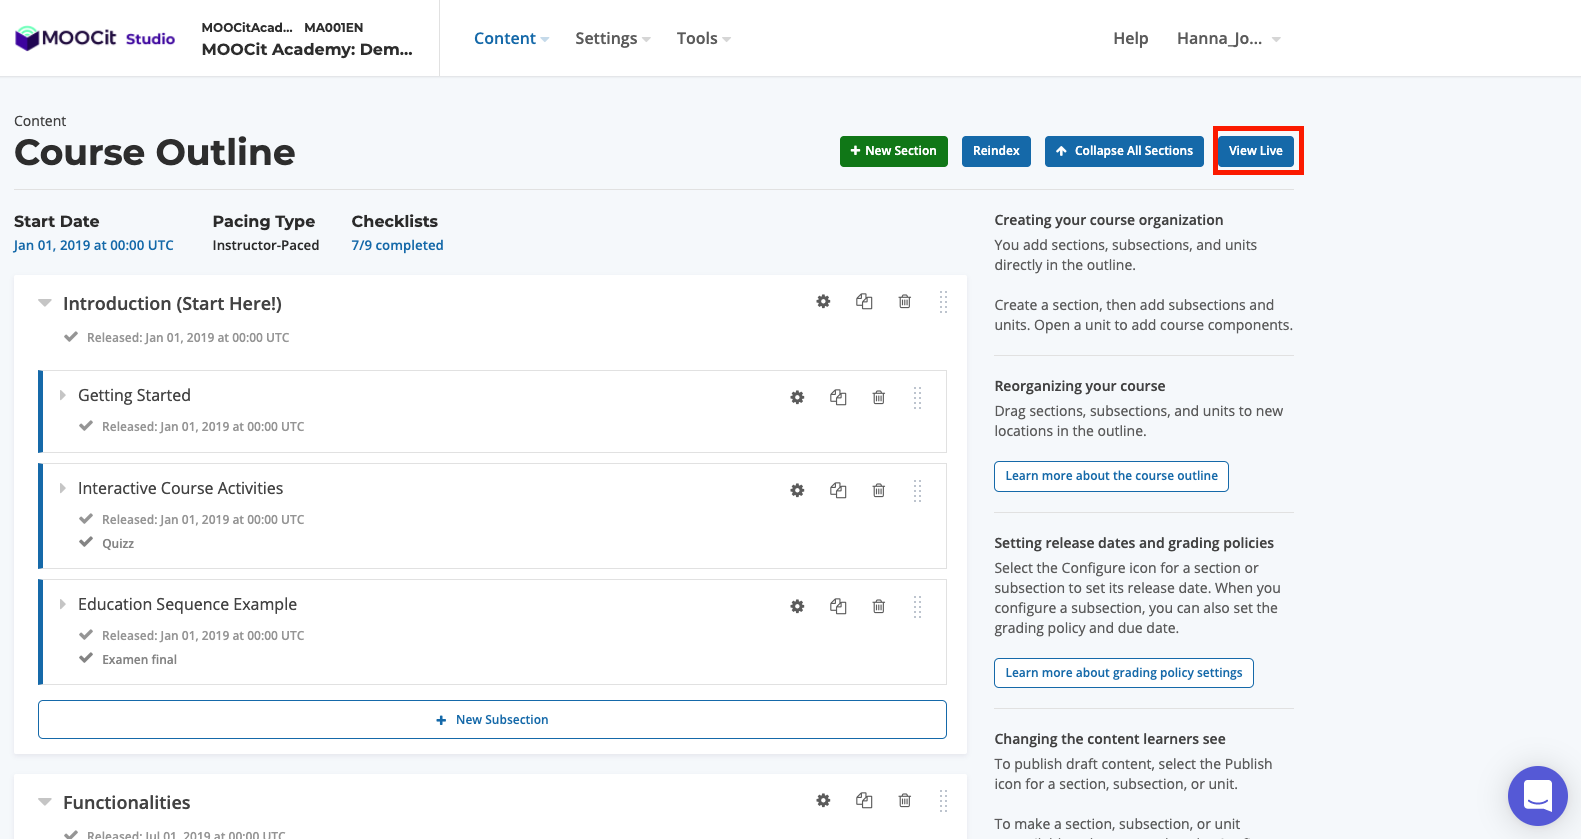 MOOCit Studio
MOOCitAcad... MA001EN
MOOCit Academy: Dem...
Content
Settings
Tools
Help
Hanna_Jo...
Content
Course Outline
New Section
Reindex
Collapse All Sections
View Live
Start Date
Jan 01, 2019 at 00:00 UTC
Pacing Type
Instructor-Paced
Checklists
7/9 completed
Introduction (Start Here!)
Released: Jan 01, 2019 at 00:00 UTC
Getting Started
Released: Jan 01, 2019 at 00:00 UTC
Interactive Course Activities
Released: Jan 01, 2019 at 00:00 UTC
Quizz
Education Sequence Example
Released: Jan 01, 2019 at 00:00 UTC
Examen final
New Subsection
Functionalities
Released: Jul 01, 2019 at 00:00 UTC
Creating your course organization
You add sections, subsections, and units
directly in the outline.
Create a section, then add subsections and
units. Open a unit to add course components.
Reorganizing your course
Drag sections, subsections, and units to new
locations in the outline.
Learn more about the course outline
Setting release dates and grading policies
Select the Configure icon for a section or
subsection to set its release date. When you
configure a subsection, you can also set the
grading policy and due date.
Learn more about grading policy settings
Changing the content learners see
To publish draft content, select the Publish
icon for a section, subsection, or unit.
To make a section, subsection, or unit